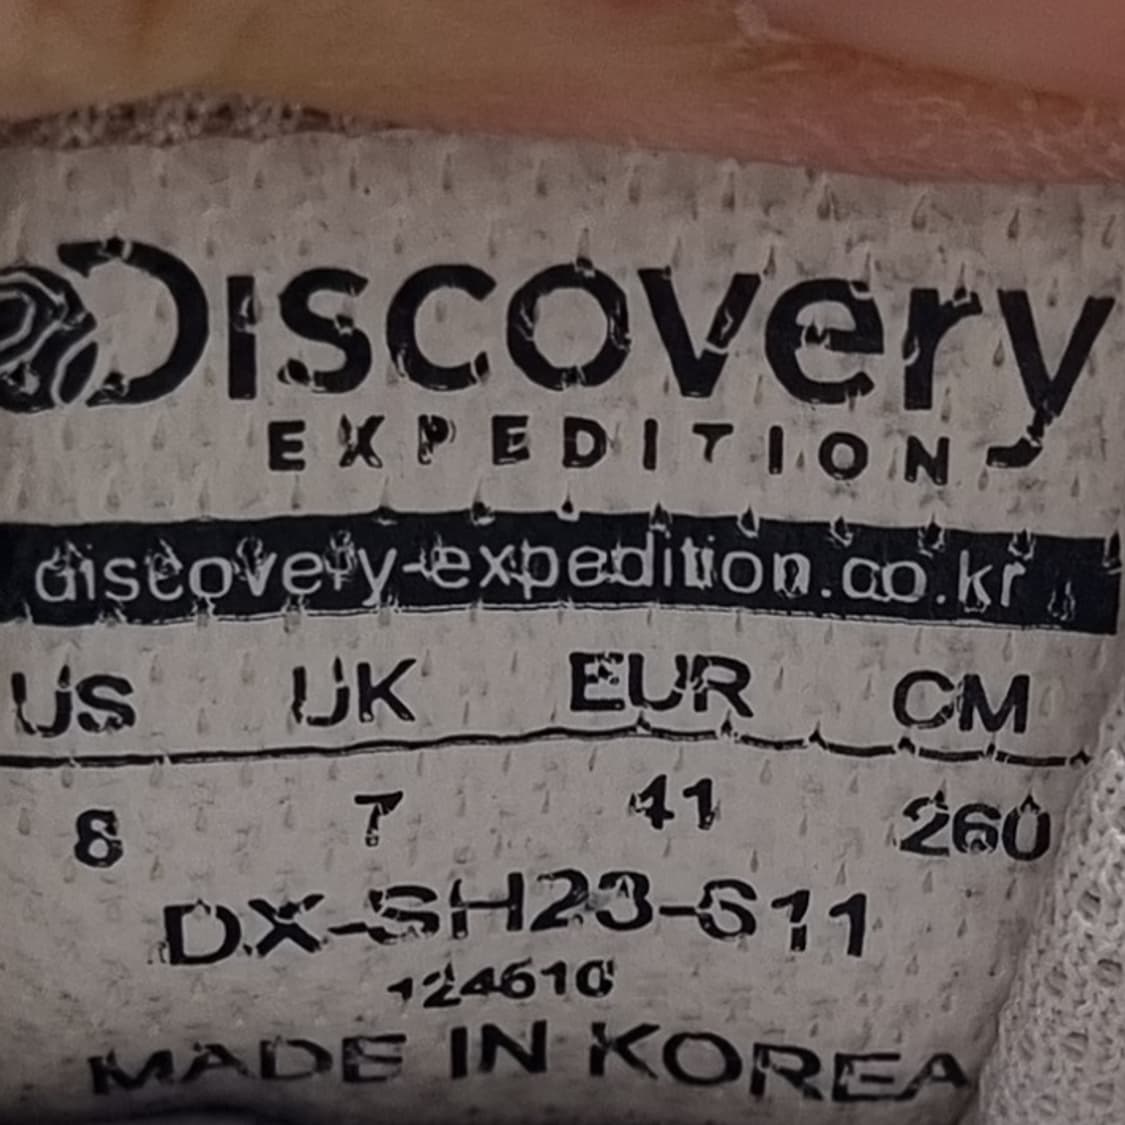 Discovery
EXPEDITION
discovery-expedition.co.kr
US UK EUR CM
8 7 41 260
DX-SH23-S11
124610
MADE IN KOREA